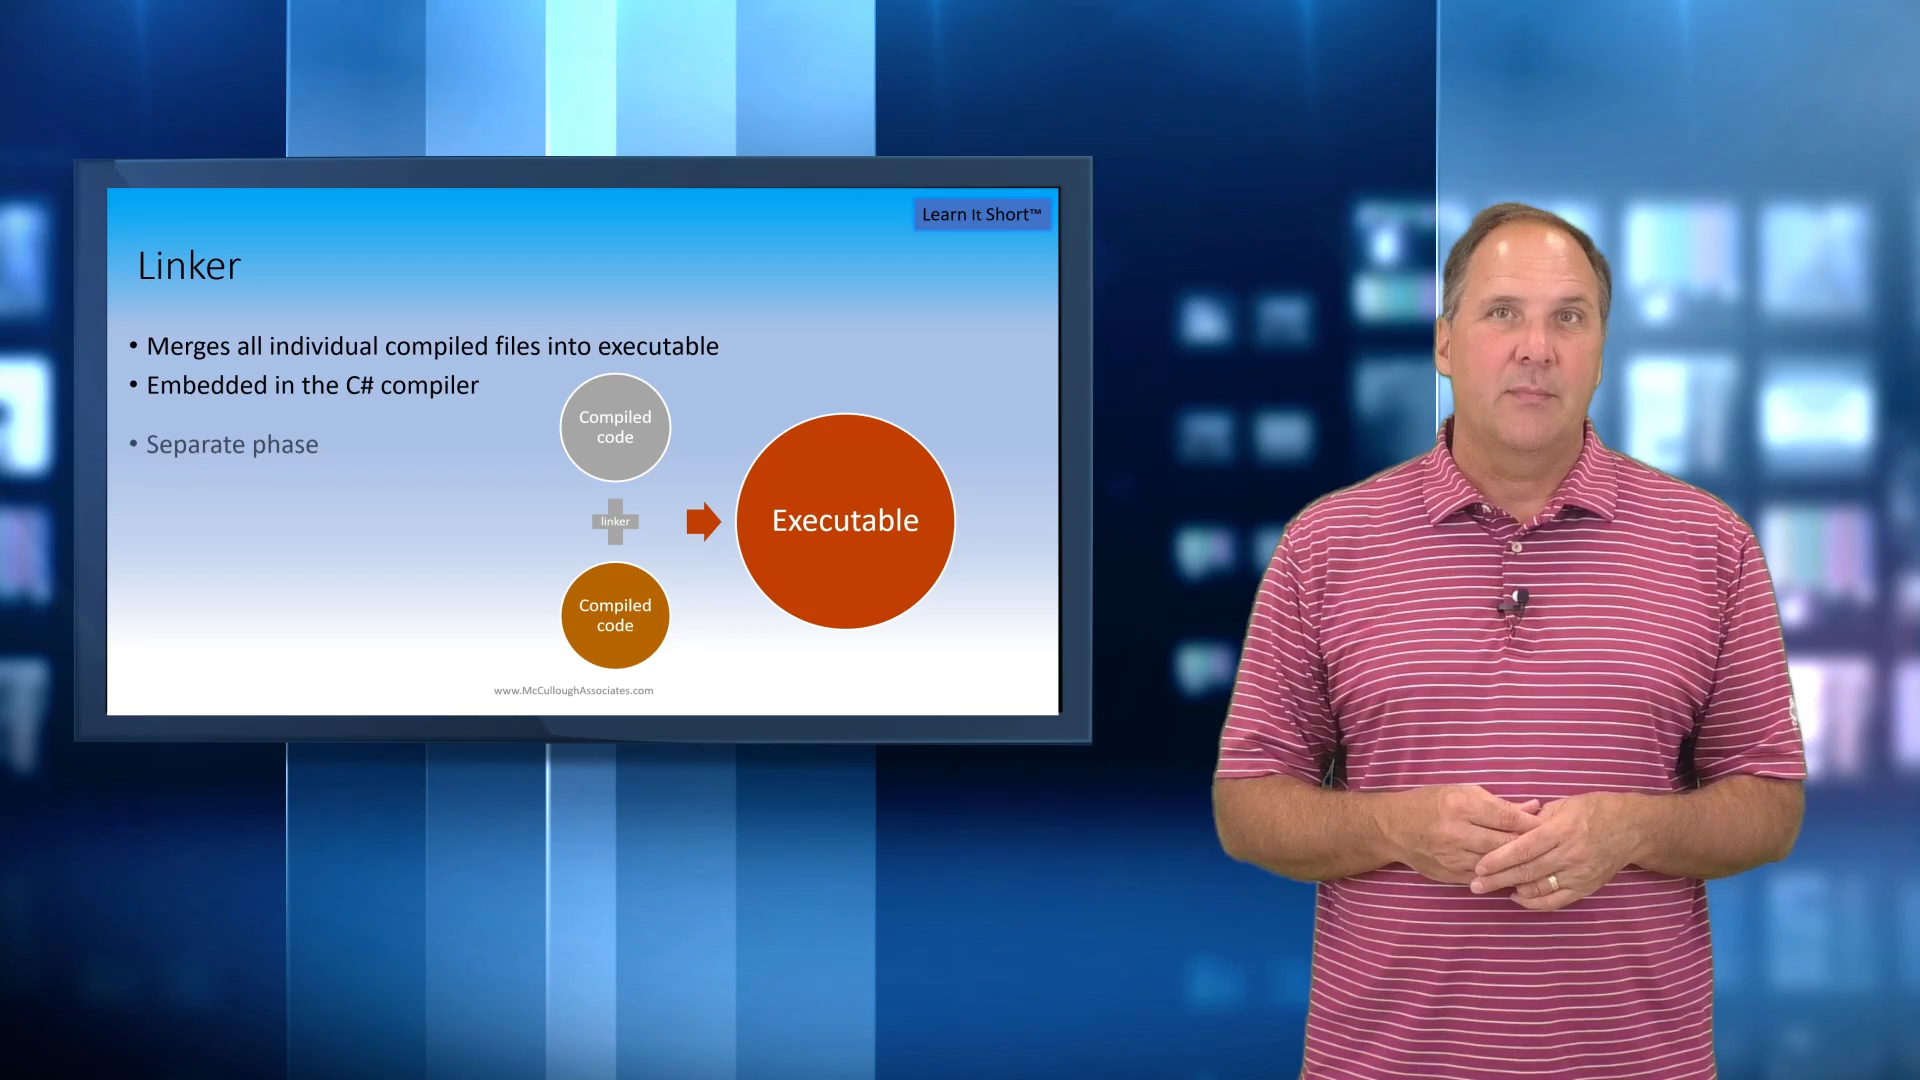 Learn It Short™
Linker
• Merges all individual compiled files into executable
• Embedded in the C# compiler
• Separate phase
Compiled
code
linker
Compiled
code
Executable
www.McCulloughAssociates.com